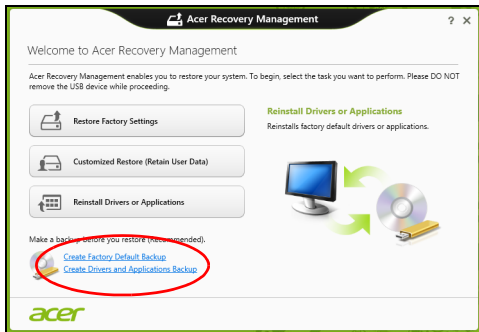 Acer Recovery Management
? X
Welcome to Acer Recovery Management
Acer Recovery Management enables you to restore your system. To begin, select the task you want to perform. Please DO NOT
remove the USB device while proceeding.
Restore Factory Settings
Customized Restore (Retain User Data)
Reinstall Drivers or Applications
Reinstall Drivers or Applications
Reinstalls factory default drivers or applications.
Make a backup before you restore (Recommended).
Create Factory Default Backup
Create Drivers and Applications Backup
acer